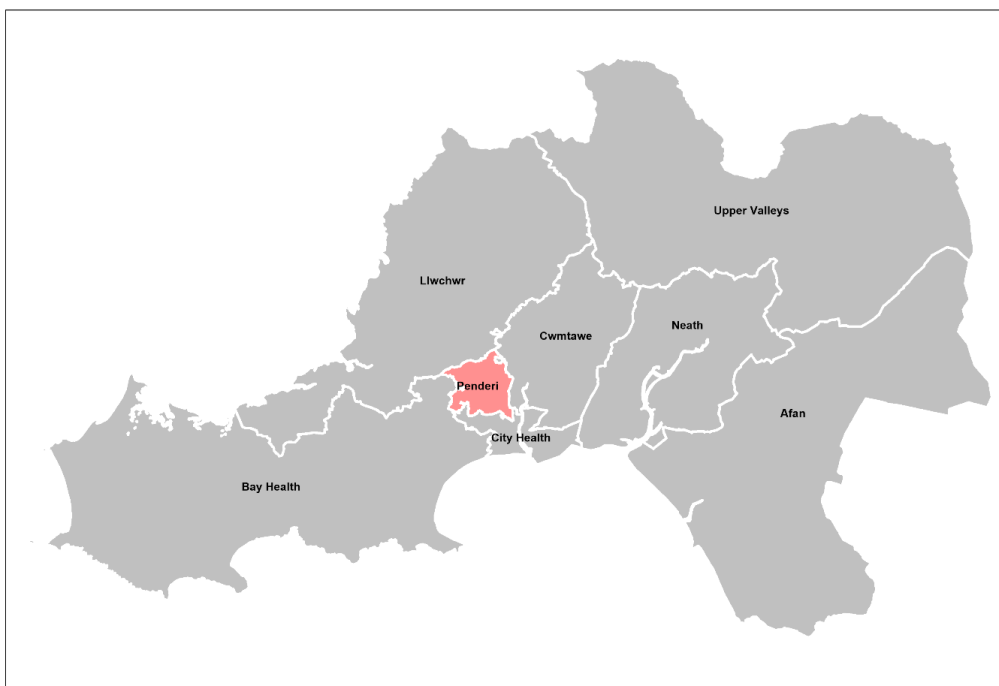 Upper Valleys
Llwchwr
Neath
Cwmtawe
Penderi
Afan
City Health
Bay Health